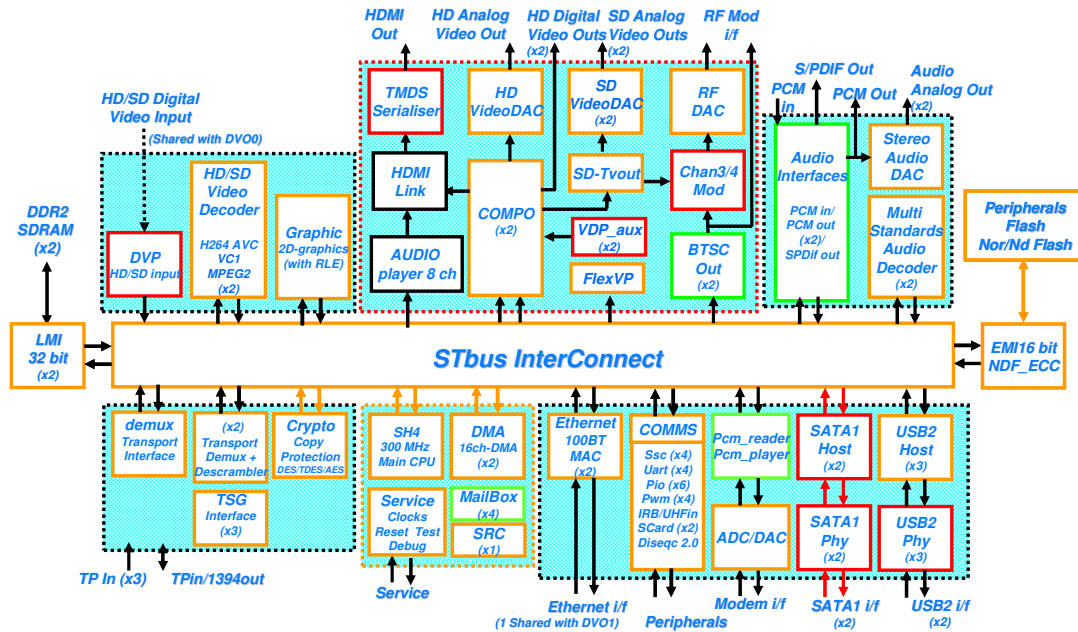 HDMI
Out
HD Analog
Video Out
HD Digital
Video Outs
(x2)
SD Analog
Video Outs
(x2)
RF Mod
i/f
S/PDIF Out
PCM
in
PCM Out
Audio
Analog Out
(x2)
HD/SD Digital
Video Input
(Shared with DVO0)
DDR2
SDRAM
(x2)
DVP
HD/SD input
HD/SD
Video
Decoder
H264 AVC
VC1
MPEG2
(x2)
Graphic
2D-graphics
(with RLE)
TMDS
Serialiser
HDMI
Link
AUDIO
player 8 ch
HD
VideoDAC
COMPO
(x2)
SD
VideoDAC
(x2)
SD-Tvout
VDP_aux
(x2)
FlexVP
RF
DAC
Chan3/4
Mod
BTSC
Out
(x2)
Audio
Interfaces
PCM in/
PCM out
(x2)/
SPDif out
Stereo
Audio
DAC
Multi
Standards
Audio
Decoder
(x2)
Peripherals
Flash
Nor/Nd Flash
LMI
32 bit
(x2)
STbus InterConnect
EMI16 bit
NDF_ECC
demux
Transport
Interface
(x2)
Transport
Demux +
Descrambler
TSG
Interface
(x3)
Crypto
Copy
Protection
DES/TDES/AES
SH4
300 MHz
Main CPU
DMA
16ch-DMA
(x2)
Service
Clocks
Reset Test
Debug
MailBox
(x4)
SRC
(x1)
Ethernet
100BT
MAC
(x2)
COMMS
Ssc (x4)
Uart (x4)
Pio (x6)
Pwm (x4)
IRB/UHFin
SCard (x2)
Diseqc 2.0
Pcm_reader
Pcm_player
ADC/DAC
SATA1
Host
(x2)
SATA1
Phy
(x2)
USB2
Host
(x3)
USB2
Phy
(x3)
TP In (x3)
TPin/1394out
Service
Ethernet i/f
(1 Shared with DVO1)
Peripherals
Modem i/f
SATA1 i/f
(x2)
USB2 i/f
(x2)